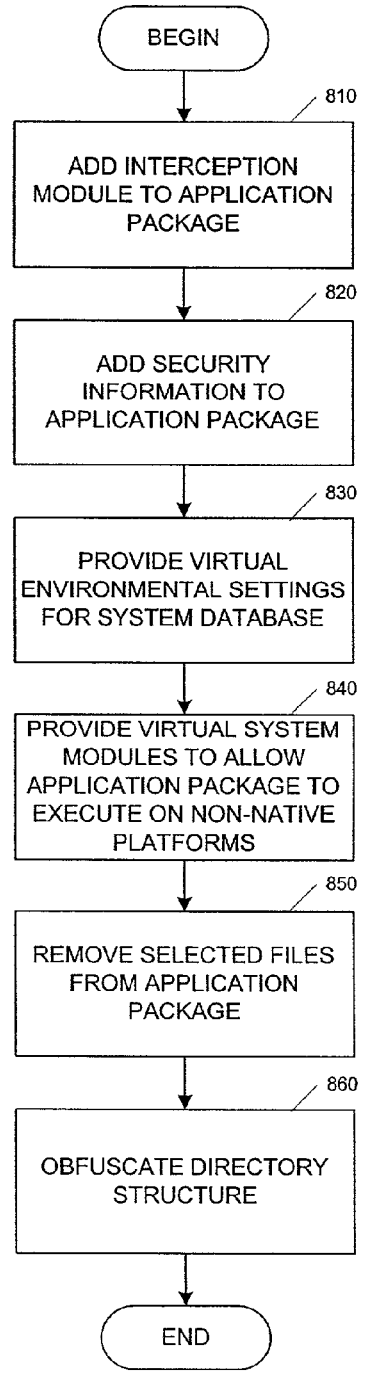 BEGIN
810
ADD INTERCEPTION
MODULE TO APPLICATION
PACKAGE
820
ADD SECURITY
INFORMATION TO
APPLICATION PACKAGE
830
PROVIDE VIRTUAL
ENVIRONMENTAL SETTINGS
FOR SYSTEM DATABASE
840
PROVIDE VIRTUAL SYSTEM
MODULES TO ALLOW
APPLICATION PACKAGE TO
EXECUTE ON NON-NATIVE
PLATFORMS
850
REMOVE SELECTED FILES
FROM APPLICATION
PACKAGE
860
OBFUSCATE DIRECTORY
STRUCTURE
END